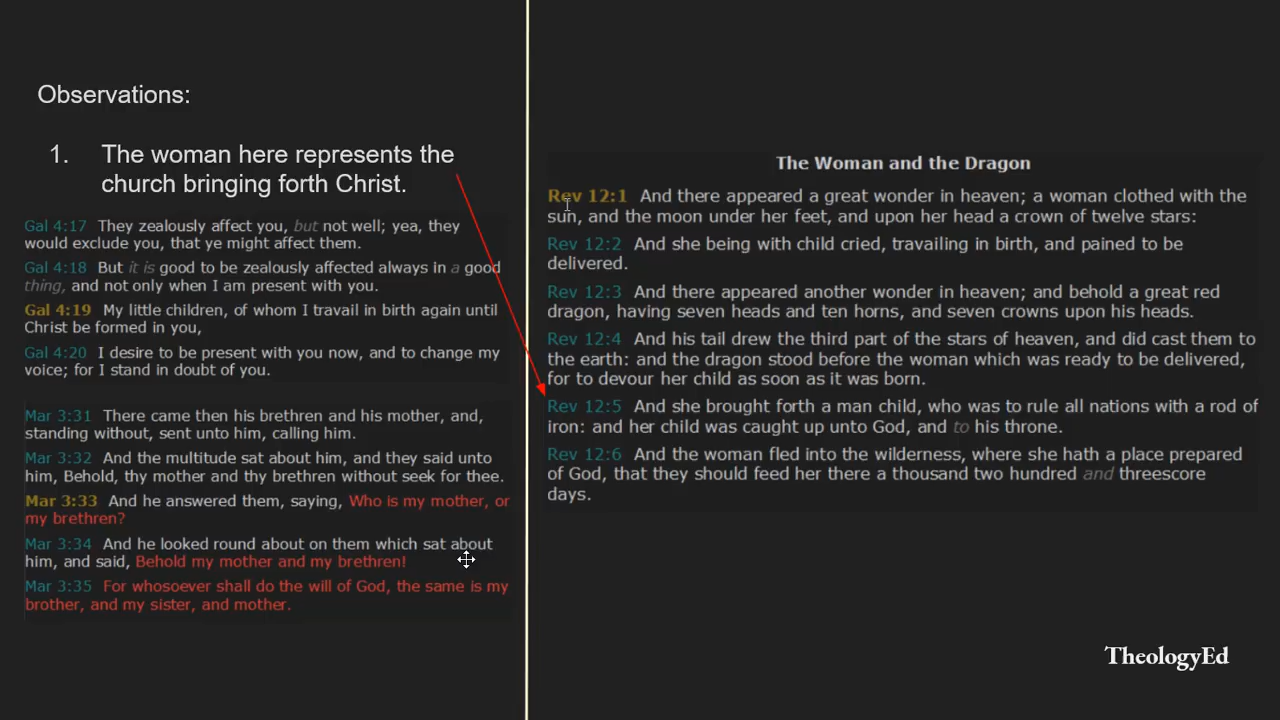 Observations:
1. The woman here represents the
church bringing forth Christ.
Gal 4:17 They zealously affect you, but not well; yea, they
would exclude you, that ye might affect them.
Gal 4:18 But it is good to be zealously affected always in a good
thing, and not only when I am present with you.
Gal 4:19 My little children, of whom I travail in birth again until
Christ be formed in you,
Gal 4:20 I desire to be present with you now, and to change my
voice; for I stand in doubt of you.
Mar 3:31 There came then his brethren and his mother, and,
standing without, sent unto him, calling him.
Mar 3:32 And the multitude sat about him, and they said unto
him, Behold, thy mother and thy brethren without seek for thee.
Mar 3:33 And he answered them, saying, Who is my mother, or
my brethren?
Mar 3:34 And he looked round about on them which sat about
him, and said, Behold my mother and my brethren!
Mar 3:35 For whosoever shall do the will of God, the same is my
brother, and my sister, and mother.
The Woman and the Dragon
Rev 12:1 And there appeared a great wonder in heaven; a woman clothed with the
sun, and the moon under her feet, and upon her head a crown of twelve stars:
Rev 12:2 And she being with child cried, travailing in birth, and pained to be
delivered.
Rev 12:3 And there appeared another wonder in heaven; and behold a great red
dragon, having seven heads and ten horns, and seven crowns upon his heads.
Rev 12:4 And his tail drew the third part of the stars of heaven, and did cast them to
the earth: and the dragon stood before the woman which was ready to be delivered,
for to devour her child as soon as it was born.
Rev 12:5 And she brought forth a man child, who was to rule all nations with a rod of
iron: and her child was caught up unto God, and to his throne.
Rev 12:6 And the woman fled into the wilderness, where she hath a place prepared
of God, that they should feed her there a thousand two hundred and threescore
days.
TheologyEd